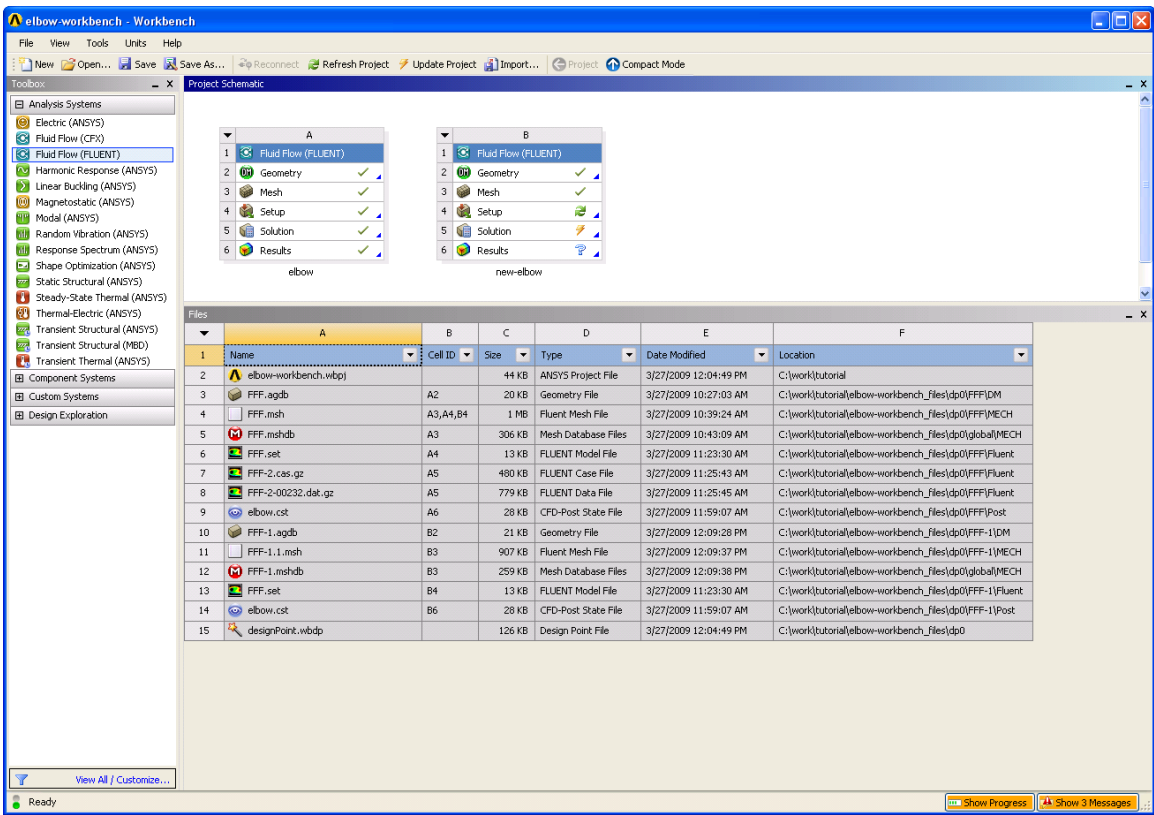 elbow-workbench - Workbench
File View Tools Units Help
New Open... Save Save As... Reconnect Refresh Project Update Project Import... Project Compact Mode
Toolbox
Analysis Systems
Electric (ANSYS)
Fluid Flow (CFX)
Fluid Flow (FLUENT)
Harmonic Response (ANSYS)
Linear Buckling (ANSYS)
Magnetostatic (ANSYS)
Modal (ANSYS)
Random Vibration (ANSYS)
Response Spectrum (ANSYS)
Shape Optimization (ANSYS)
Static Structural (ANSYS)
Steady-State Thermal (ANSYS)
Thermal-Electric (ANSYS)
Transient Structural (ANSYS)
Transient Structural (MBD)
Transient Thermal (ANSYS)
Component Systems
Custom Systems
Design Exploration
View All / Customize...
Project Schematic
A
1 Fluid Flow (FLUENT)
2 Geometry
3 Mesh
4 Setup
5 Solution
6 Results
elbow
B
1 Fluid Flow (FLUENT)
2 Geometry
3 Mesh
4 Setup
5 Solution
6 Results
new-elbow
Files
A B C D E F
1 Name Cell ID Size Type Date Modified Location
2 elbow-workbench.wbpj 44 KB ANSYS Project File 3/27/2009 12:04:49 PM C:\work\tutorial
3 FFF.agdb A2 20 KB Geometry File 3/27/2009 10:27:03 AM C:\work\tutorial\elbow-workbench_files\dp0\FFF\DM
4 FFF.msh A3,A4,B4 1 MB Fluent Mesh File 3/27/2009 10:39:24 AM C:\work\tutorial\elbow-workbench_files\dp0\FFF\MECH
5 FFF.mshdb A3 306 KB Mesh Database Files 3/27/2009 10:43:09 AM C:\work\tutorial\elbow-workbench_files\dp0\global\MECH
6 FFF.set A4 13 KB FLUENT Model File 3/27/2009 11:23:30 AM C:\work\tutorial\elbow-workbench_files\dp0\FFF\Fluent
7 FFF-2.cas.gz A5 480 KB FLUENT Case File 3/27/2009 11:25:43 AM C:\work\tutorial\elbow-workbench_files\dp0\FFF\Fluent
8 FFF-2-00232.dat.gz A5 779 KB FLUENT Data File 3/27/2009 11:25:45 AM C:\work\tutorial\elbow-workbench_files\dp0\FFF\Fluent
9 elbow.cst A6 28 KB CFD-Post State File 3/27/2009 11:59:07 AM C:\work\tutorial\elbow-workbench_files\dp0\FFF\Post
10 FFF-1.agdb B2 21 KB Geometry File 3/27/2009 12:09:28 PM C:\work\tutorial\elbow-workbench_files\dp0\FFF-1\DM
11 FFF-1.1.msh B3 907 KB Fluent Mesh File 3/27/2009 12:09:37 PM C:\work\tutorial\elbow-workbench_files\dp0\FFF-1\MECH
12 FFF-1.mshdb B3 259 KB Mesh Database Files 3/27/2009 12:09:38 PM C:\work\tutorial\elbow-workbench_files\dp0\global\MECH
13 FFF.set B4 13 KB FLUENT Model File 3/27/2009 11:23:30 AM C:\work\tutorial\elbow-workbench_files\dp0\FFF-1\Fluent
14 elbow.cst B6 28 KB CFD-Post State File 3/27/2009 11:59:07 AM C:\work\tutorial\elbow-workbench_files\dp0\FFF-1\Post
15 designPoint.wbdp 126 KB Design Point File 3/27/2009 12:04:49 PM C:\work\tutorial\elbow-workbench_files\dp0
Ready
Show Progress Show 3 Messages